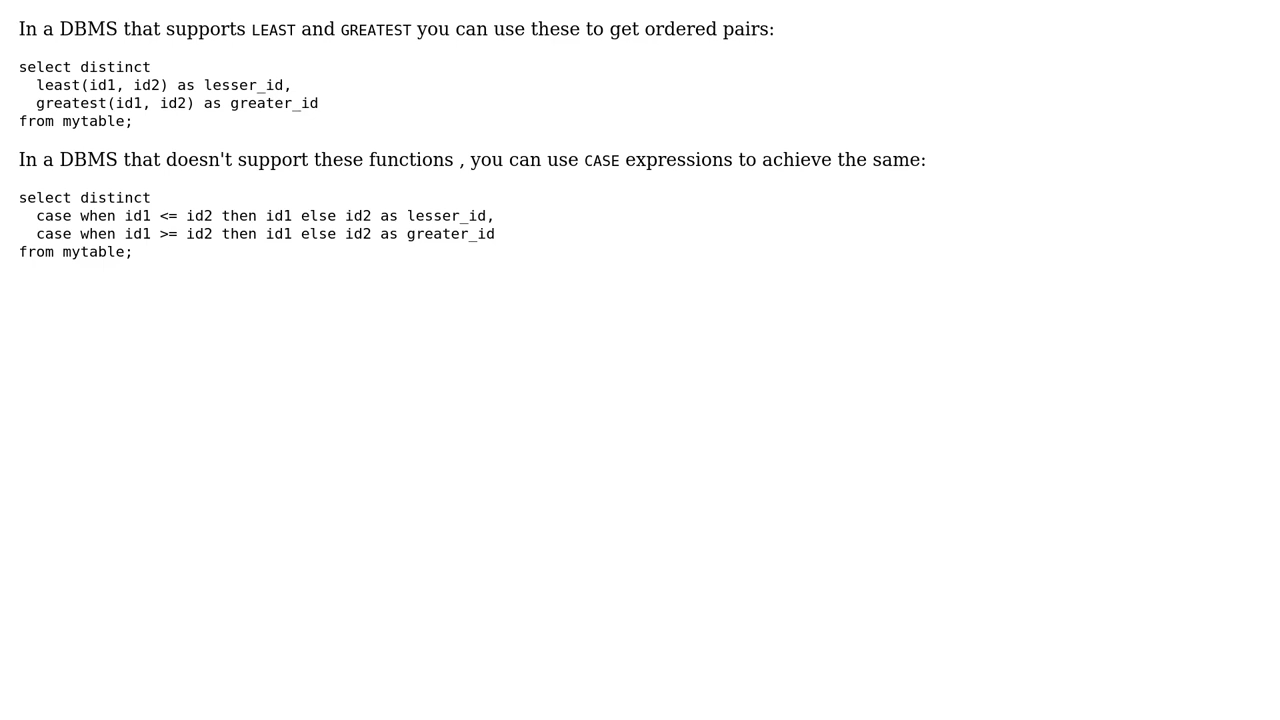 In a DBMS that supports LEAST and GREATEST you can use these to get ordered pairs:
select distinct
  least(id1, id2) as lesser_id,
  greatest(id1, id2) as greater_id
from mytable;
In a DBMS that doesn't support these functions , you can use CASE expressions to achieve the same:
select distinct
  case when id1 <= id2 then id1 else id2 as lesser_id,
  case when id1 >= id2 then id1 else id2 as greater_id
from mytable;